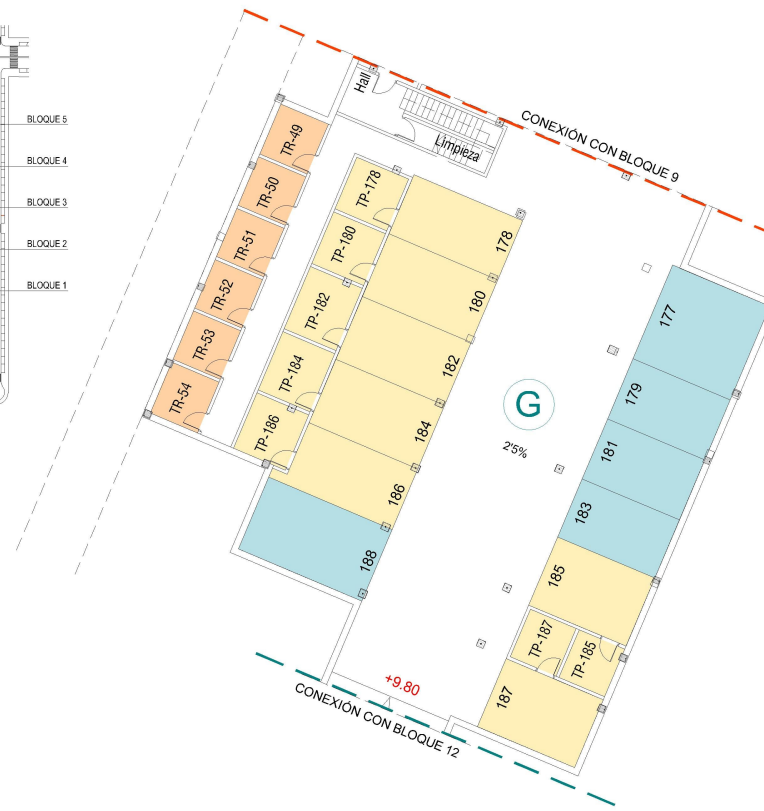 BLOQUE 5
BLOQUE 4
BLOQUE 3
BLOQUE 2
BLOQUE 1
Hall
Limpieza
CONEXIÓN CON BLOQUE 9
TR-49
TR-50
TR-51
TR-52
TR-53
TR-54
TP-178
TP-180
TP-182
TP-184
TP-186
178
180
182
184
186
188
G
2'5%
177
179
181
183
185
TP-187
TP-185
187
+9.80
CONEXIÓN CON BLOQUE 12